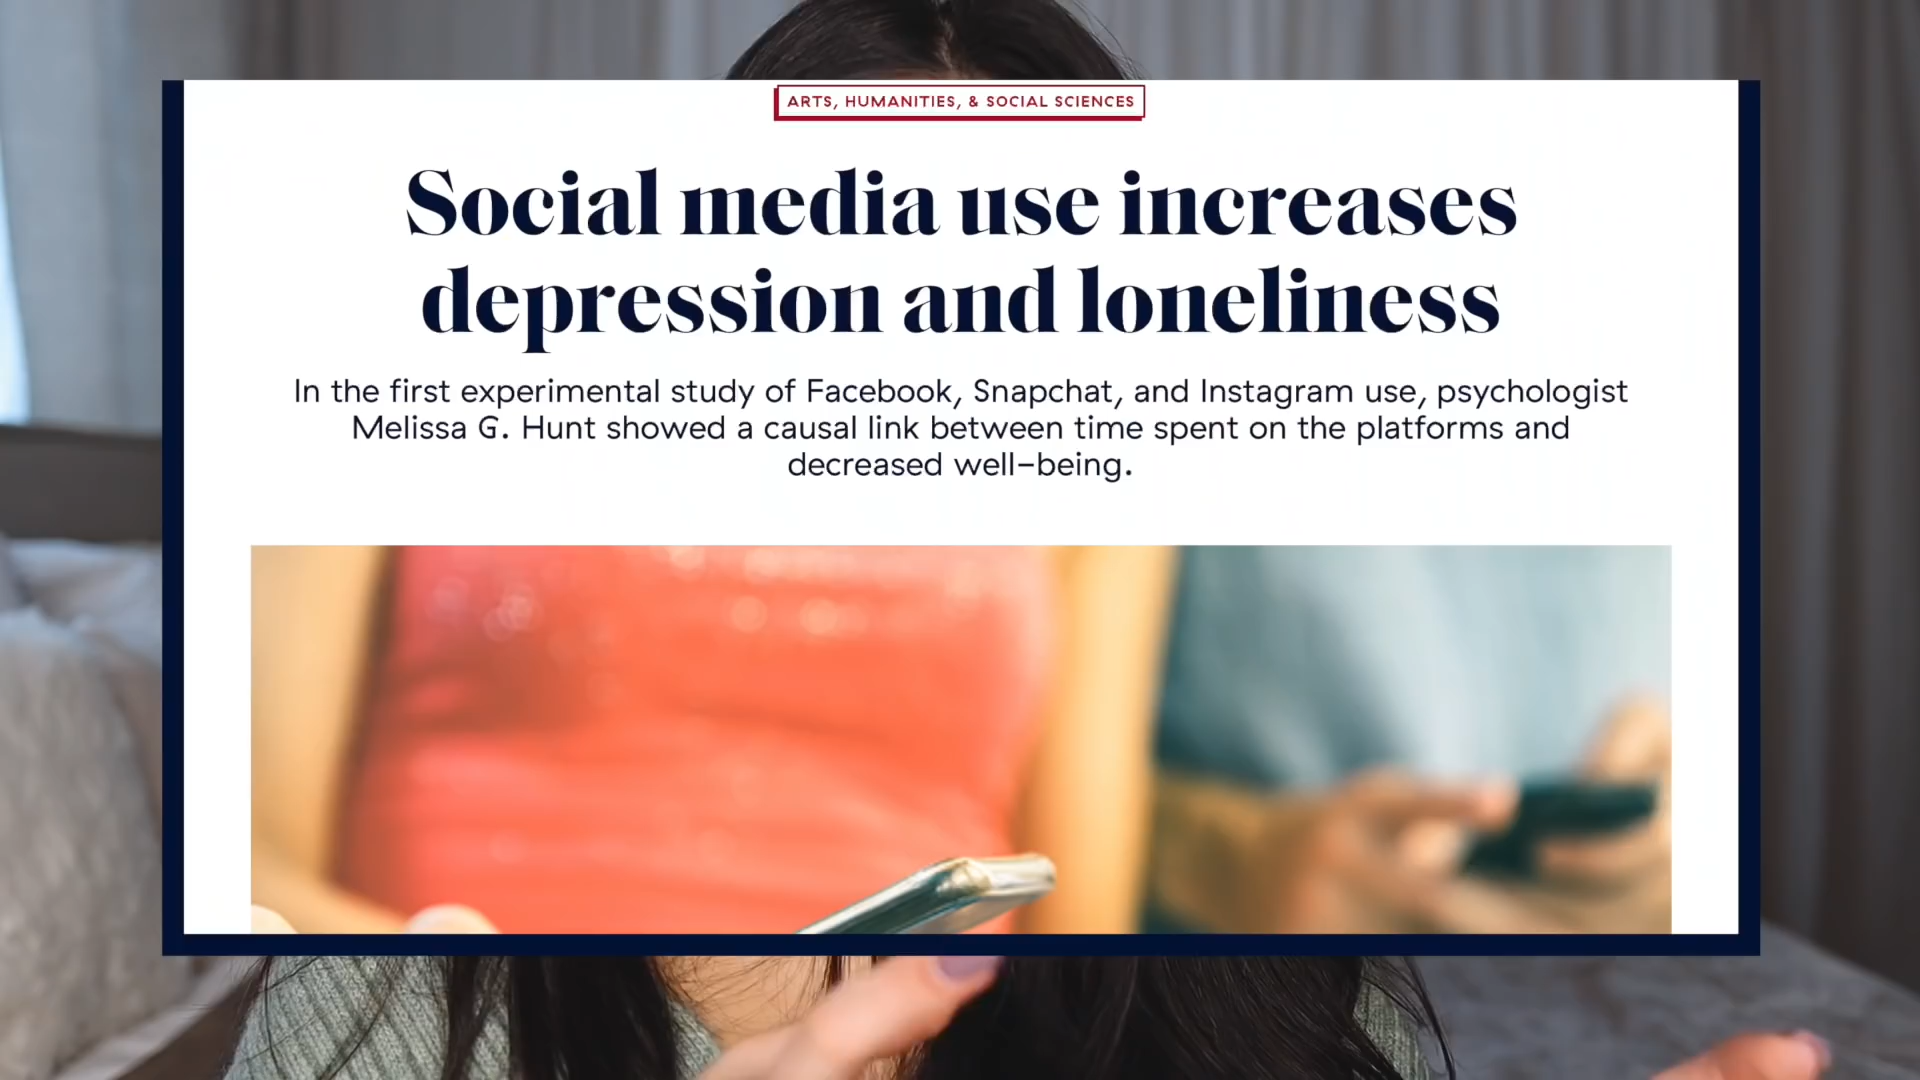 ARTS, HUMANITIES, & SOCIAL SCIENCES
Social media use increases
depression and loneliness
In the first experimental study of Facebook, Snapchat, and Instagram use, psychologist
Melissa G. Hunt showed a causal link between time spent on the platforms and
decreased well-being.